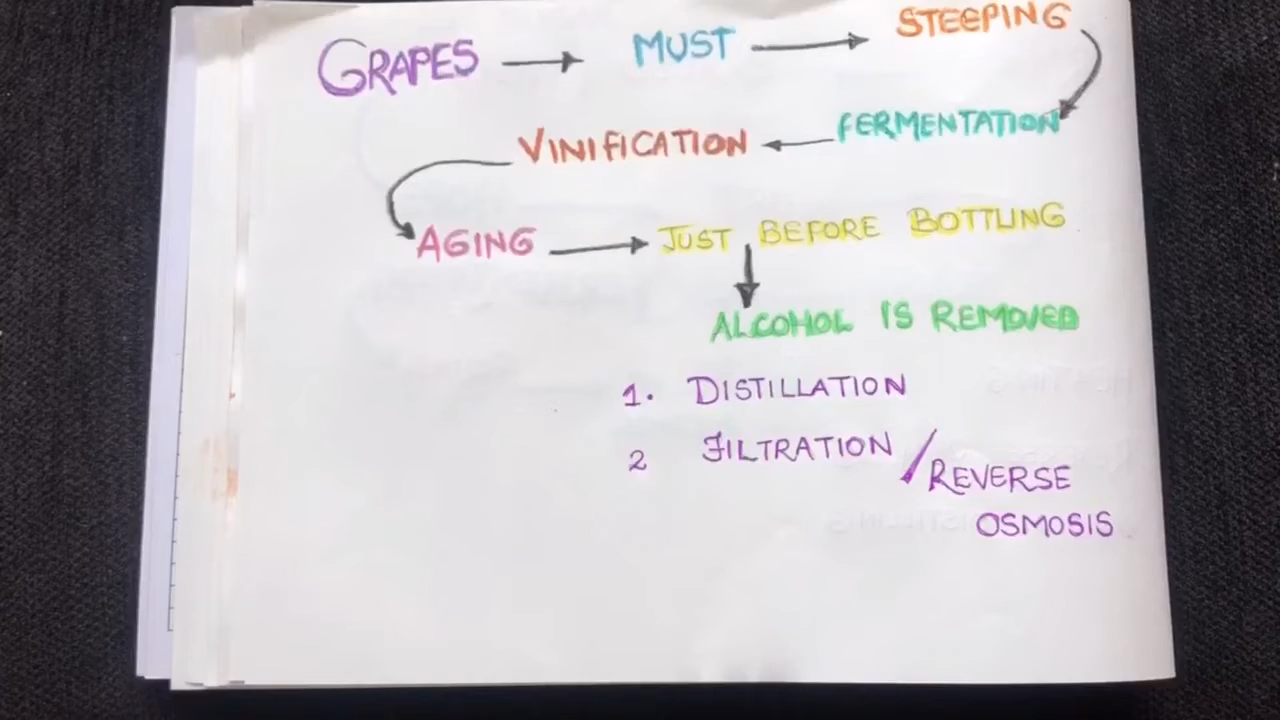 GRAPES → MUST → STEEPING
VINIFICATION ← FERMENTATION
AGING → JUST BEFORE BOTTLING
ALCOHOL IS REMOVED
1. DISTILLATION
2 FILTRATION / REVERSE
OSMOSIS